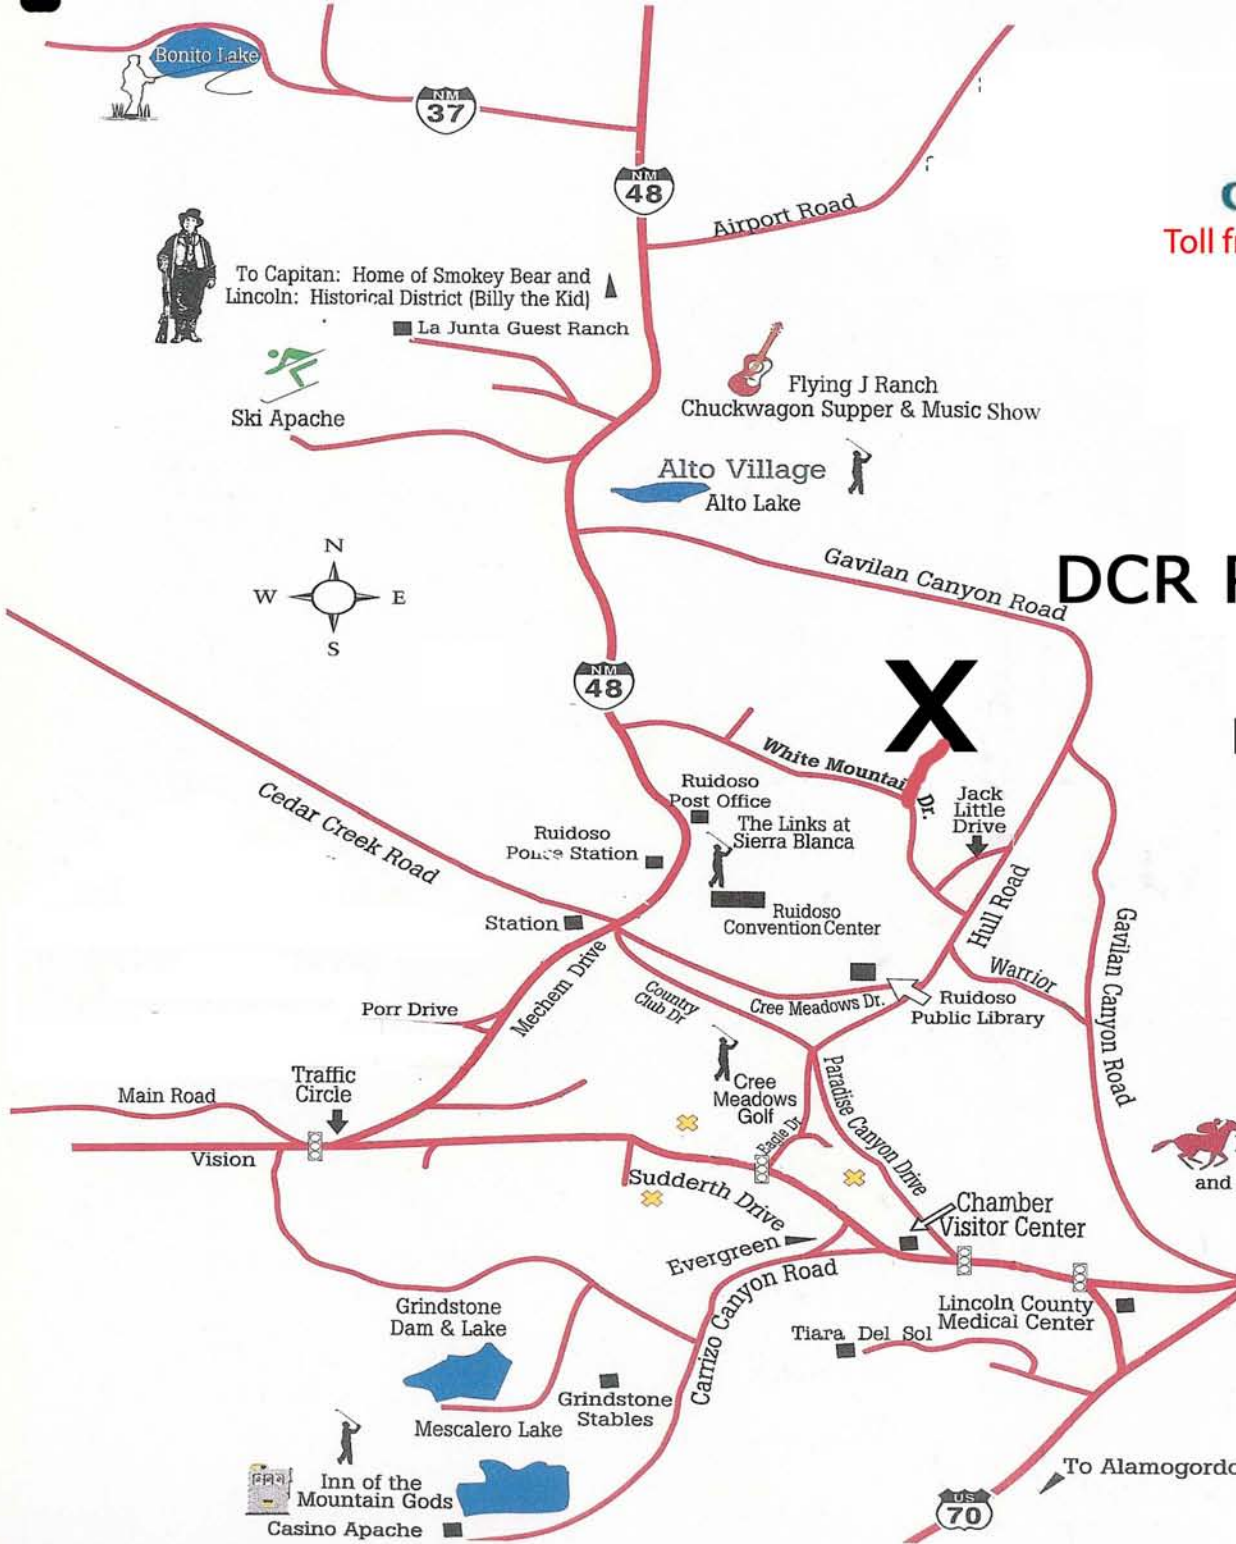 Bonito Lake
NM
37
NM
48
Airport Road
Toll
To Capitan: Home of Smokey Bear and
Lincoln: Historical District (Billy the Kid)
La Junta Guest Ranch
Ski Apache
Flying J Ranch
Chuckwagon Supper & Music Show
Alto Village
Alto Lake
N
W E
S
Gavilan Canyon Road
DCR
NM
48
X
White Mountain Dr.
Cedar Creek Road
Ruidoso
Post Office
Jack
Little
Drive
The Links at
Sierra Blanca
Ruidoso
Police Station
Hull Road
Station
Ruidoso
Convention Center
Mechem Drive
Gavilan Canyon Road
Warrior
Country
Club Dr
Cree Meadows Dr.
Ruidoso
Public Library
Porr Drive
Traffic
Circle
Main Road
Cree
Meadows
Golf
Paradise Canyon Drive
Eagle Dr.
Vision
Sudderth Drive
and
Chamber
Visitor Center
Evergreen
Carrizo Canyon Road
Grindstone
Dam & Lake
Lincoln County
Medical Center
Tiara Del Sol
Grindstone
Stables
Mescalero Lake
Inn of the
Mountain Gods
Casino Apache
To Alamogordo
US
70